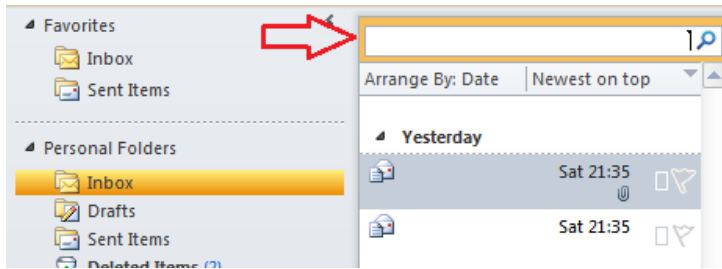 Favorites
Inbox
Sent Items
Personal Folders
Inbox
Drafts
Sent Items
Deleted Items (2)
Arrange By: Date Newest on top
Yesterday
Sat 21:35
Sat 21:35